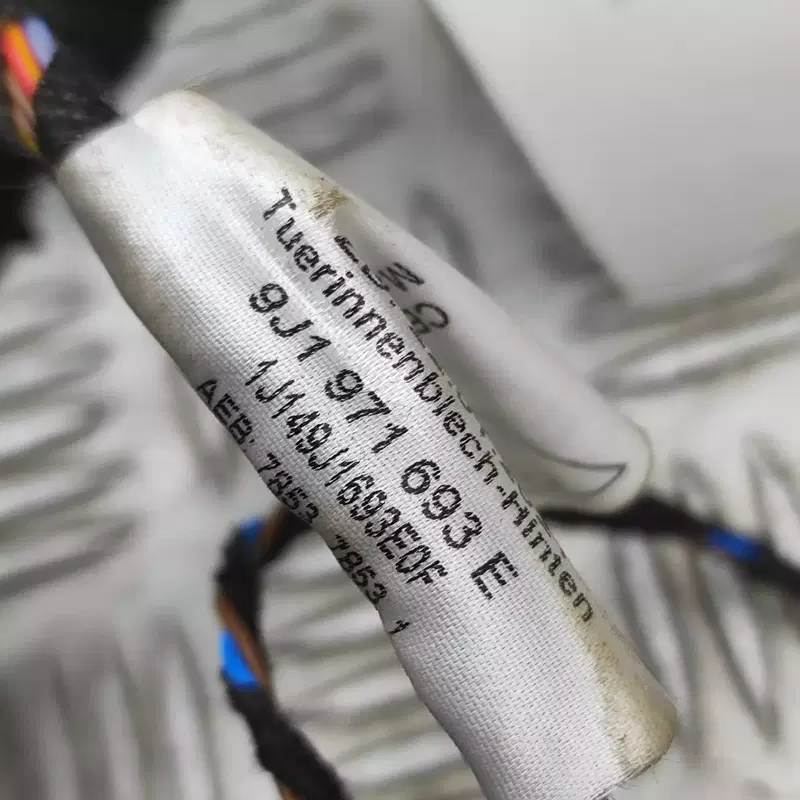 Tuerinnenblech-Hinten
9J1 971 693 E
1J149J1693E0F
AEB: 7853 7853 1